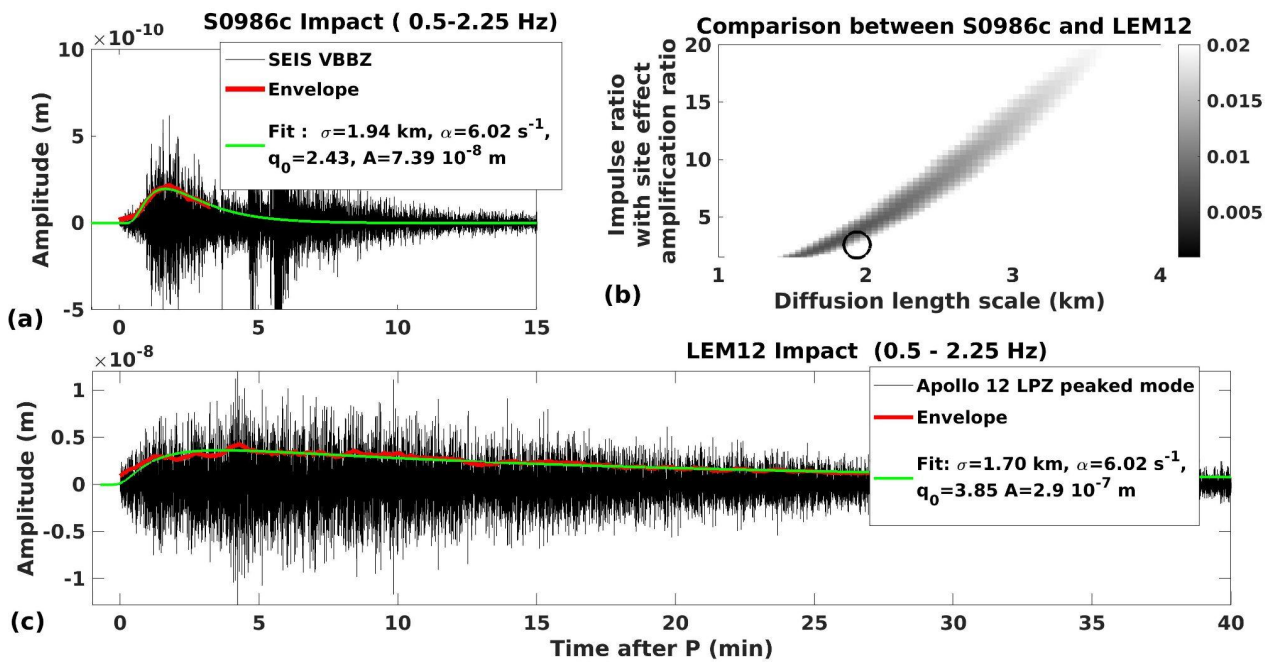 S0986c Impact ( 0.5-2.25 Hz)
×10⁻¹⁰
10
5
0
-5
Amplitude (m)
SEIS VBBZ
Envelope
Fit : σ=1.94 km, α=6.02 s⁻¹,
q₀=2.43, A=7.39 10⁻⁸ m
0 5 10 15
(a)
Comparison between S0986c and LEM12
Impulse ratio
with site effect
amplification ratio
20
15
10
5
1 2 3 4
Diffusion length scale (km)
0.02
0.015
0.01
0.005
(b)
LEM12 Impact (0.5 - 2.25 Hz)
×10⁻⁸
1
0.5
0
-0.5
-1
Amplitude (m)
Apollo 12 LPZ peaked mode
Envelope
Fit: σ=1.70 km, α=6.02 s⁻¹,
q₀=3.85 A=2.9 10⁻⁷ m
0 5 10 15 20 25 30 35 40
Time after P (min)
(c)